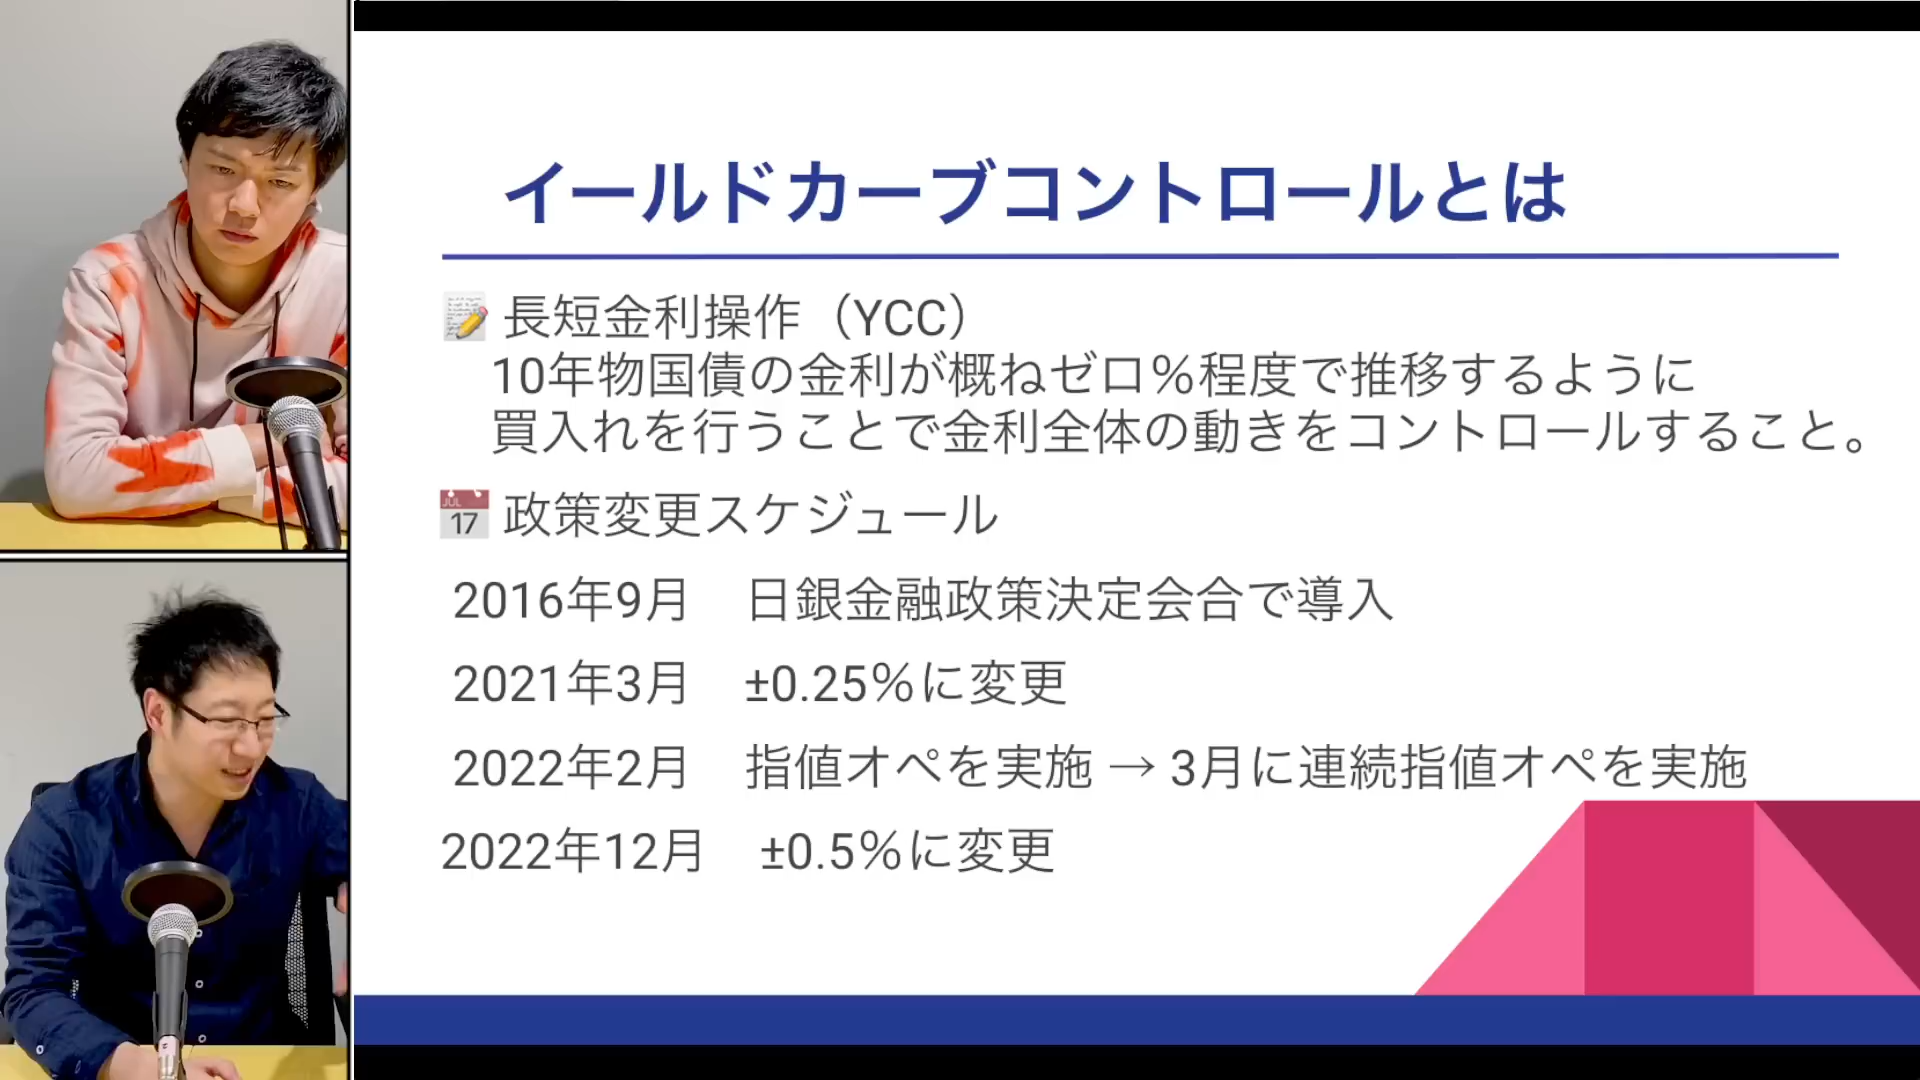 イールドカーブコントロールとは
長短金利操作（YCC）
10年物国債の金利が概ねゼロ％程度で推移するように
買入れを行うことで金利全体の動きをコントロールすること。
JUL
17
政策変更スケジュール
2016年9月　日銀金融政策決定会合で導入
2021年3月　±0.25％に変更
2022年2月　指値オペを実施 → 3月に連続指値オペを実施
2022年12月　±0.5％に変更